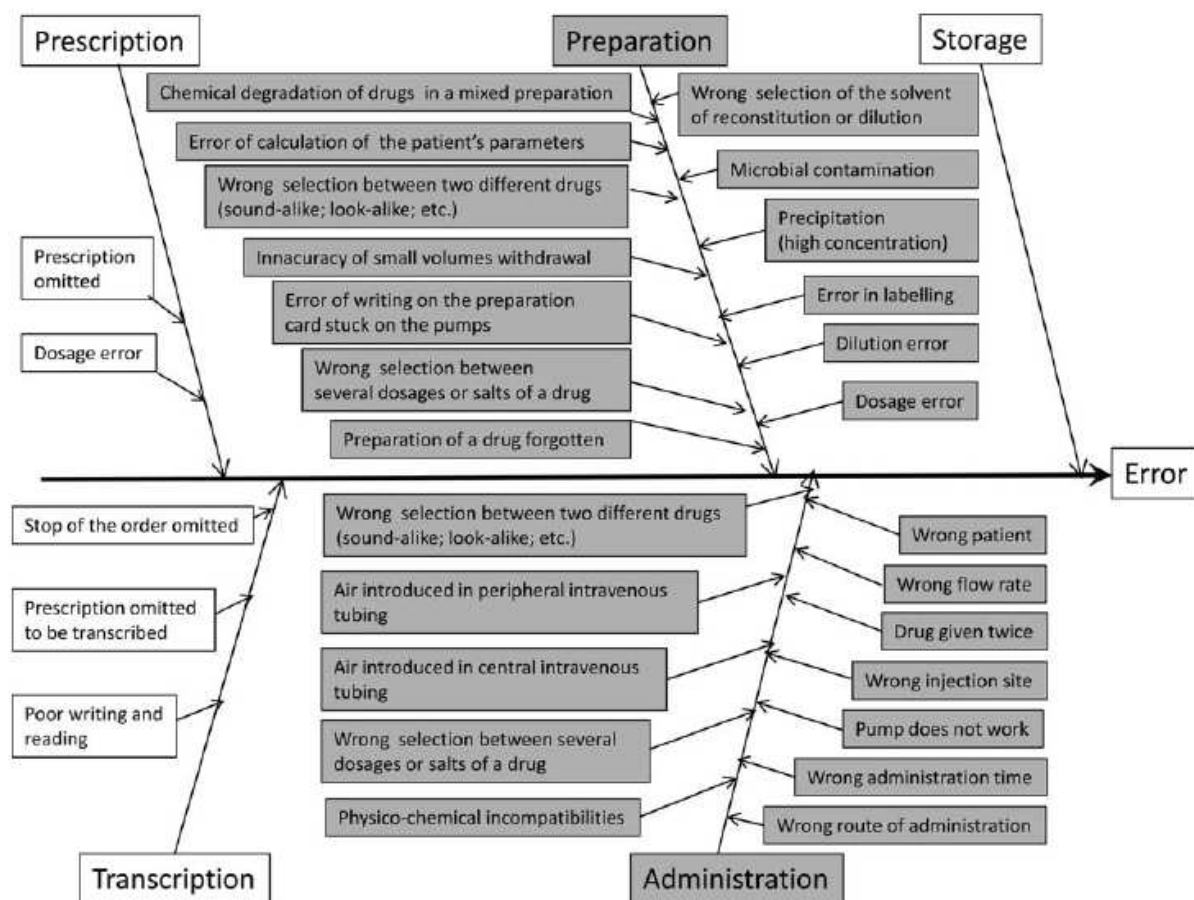 Prescription
Preparation
Storage
Chemical degradation of drugs in a mixed preparation
Wrong selection of the solvent
of reconstitution or dilution
Error of calculation of the patient's parameters
Microbial contamination
Wrong selection between two different drugs
(sound-alike; look-alike; etc.)
Precipitation
(high concentration)
Prescription
omitted
Innacuracy of small volumes withdrawal
Error in labelling
Error of writing on the preparation
card stuck on the pumps
Dosage error
Dilution error
Wrong selection between
several dosages or salts of a drug
Dosage error
Preparation of a drug forgotten
Error
Stop of the order omitted
Wrong selection between two different drugs
(sound-alike; look-alike; etc.)
Wrong patient
Prescription omitted
to be transcribed
Air introduced in peripheral intravenous
tubing
Wrong flow rate
Drug given twice
Air introduced in central intravenous
tubing
Wrong injection site
Poor writing and
reading
Wrong selection between several
dosages or salts of a drug
Pump does not work
Wrong administration time
Physico-chemical incompatibilities
Wrong route of administration
Transcription
Administration